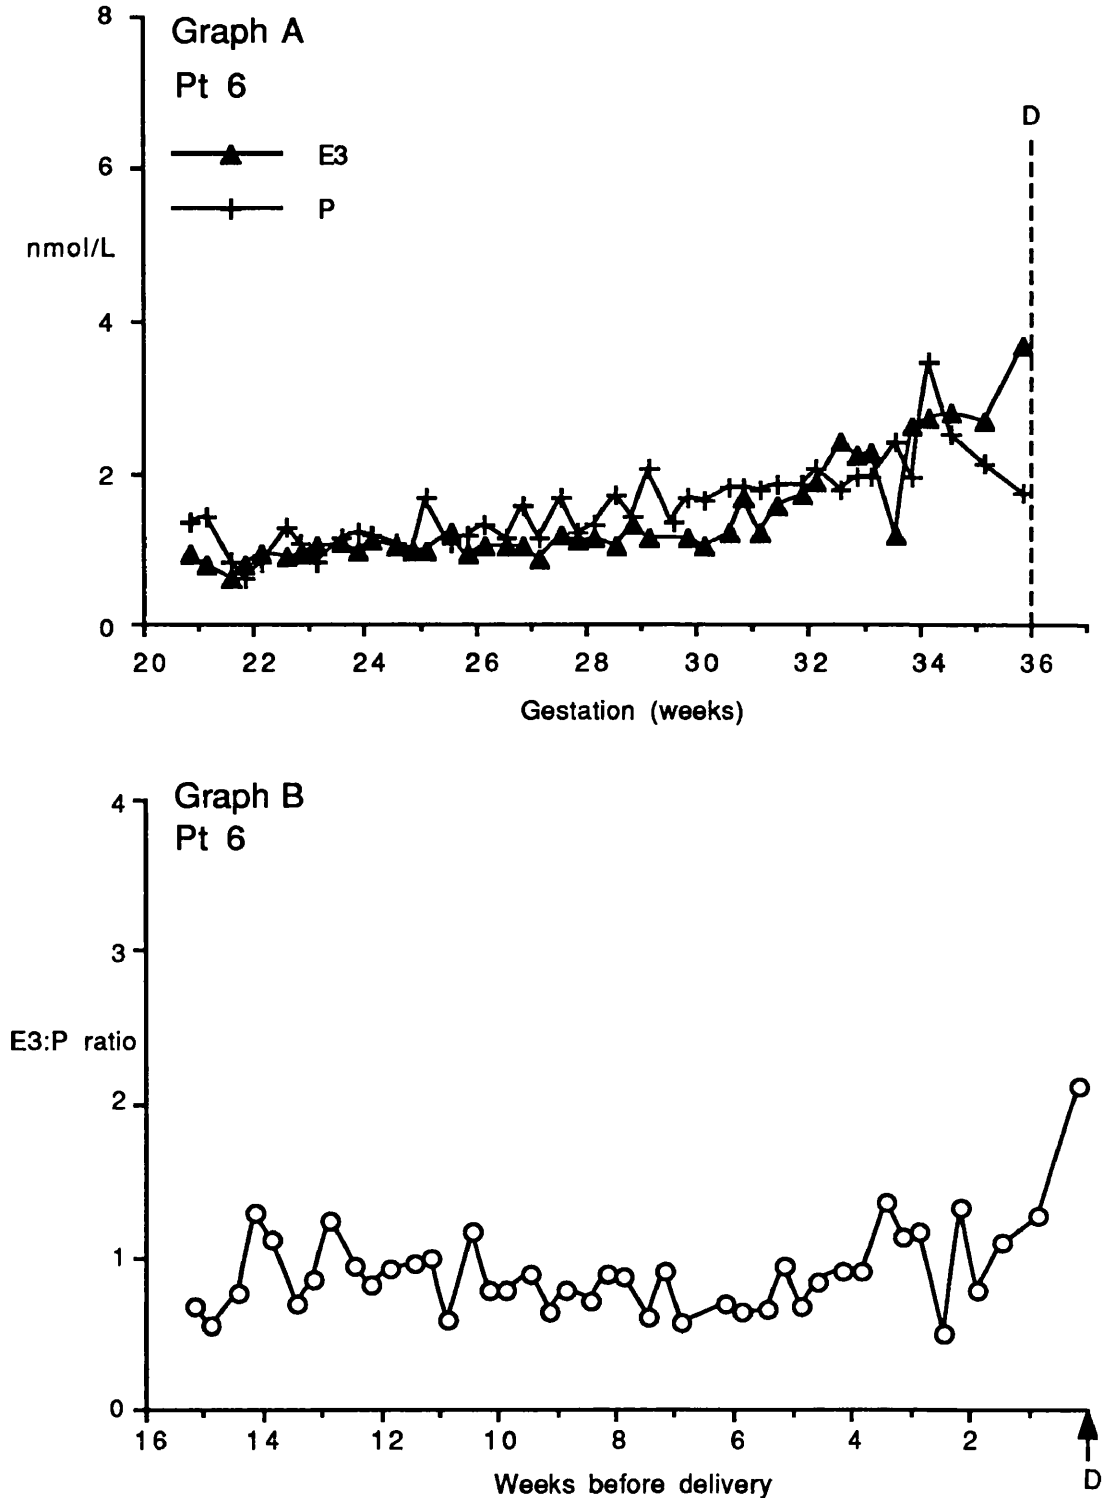 Graph A
Pt 6
E3
P
D
nmol/L
8
6
4
2
0
20 22 24 26 28 30 32 34 36
Gestation (weeks)
Graph B
Pt 6
E3:P ratio
4
3
2
1
0
16 14 12 10 8 6 4 2
D
Weeks before delivery